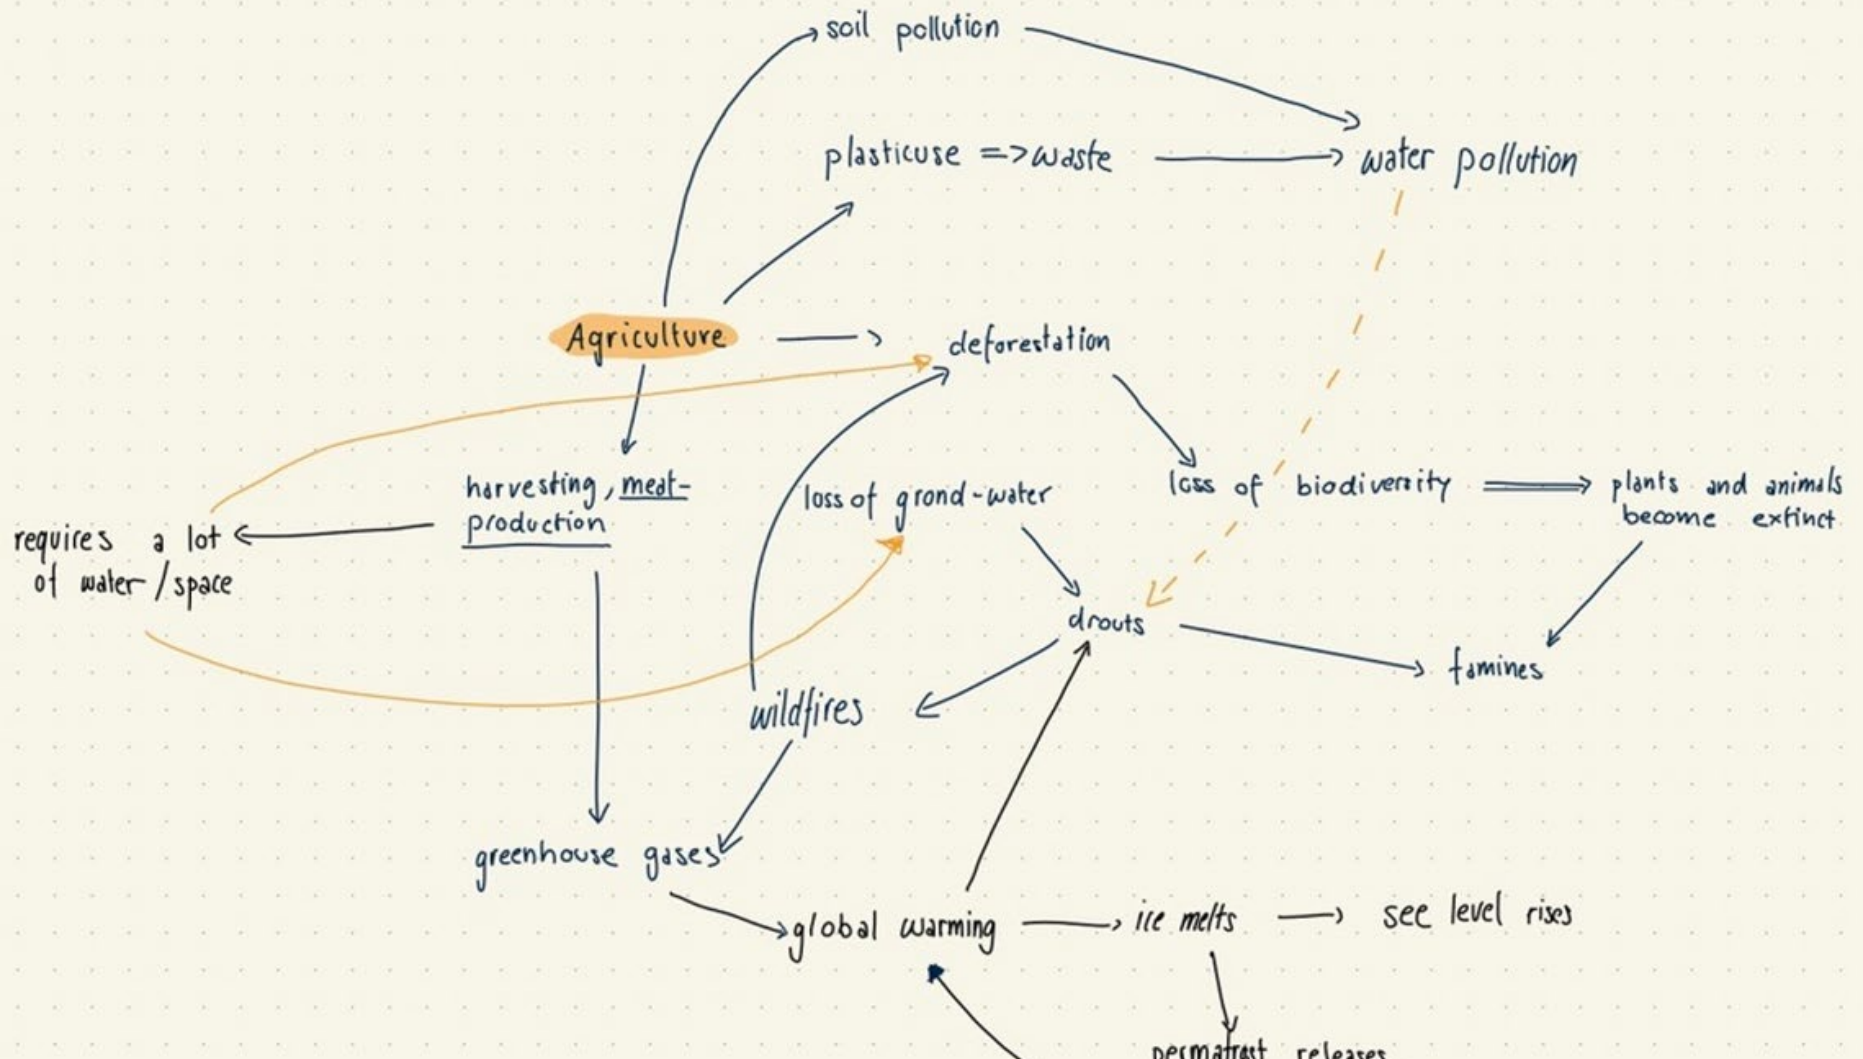 soil pollution
plasticuse => waste
water pollution
Agriculture
deforestation
harvesting, meat-
production
loss of grond-water
loss of biodiversity
plants and animals
become extinct
requires a lot
of water/space
drouts
famines
wildfires
greenhouse gases
global warming
ice melts
see level rises
permafrost releases